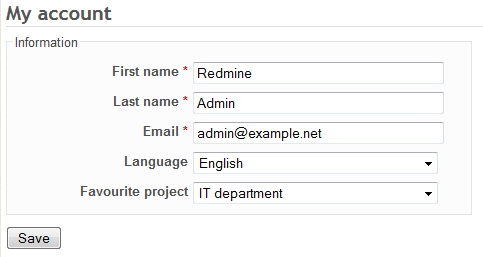 My account
Information
First name * Redmine
Last name * Admin
Email * admin@example.net
Language English
Favourite project IT department
Save